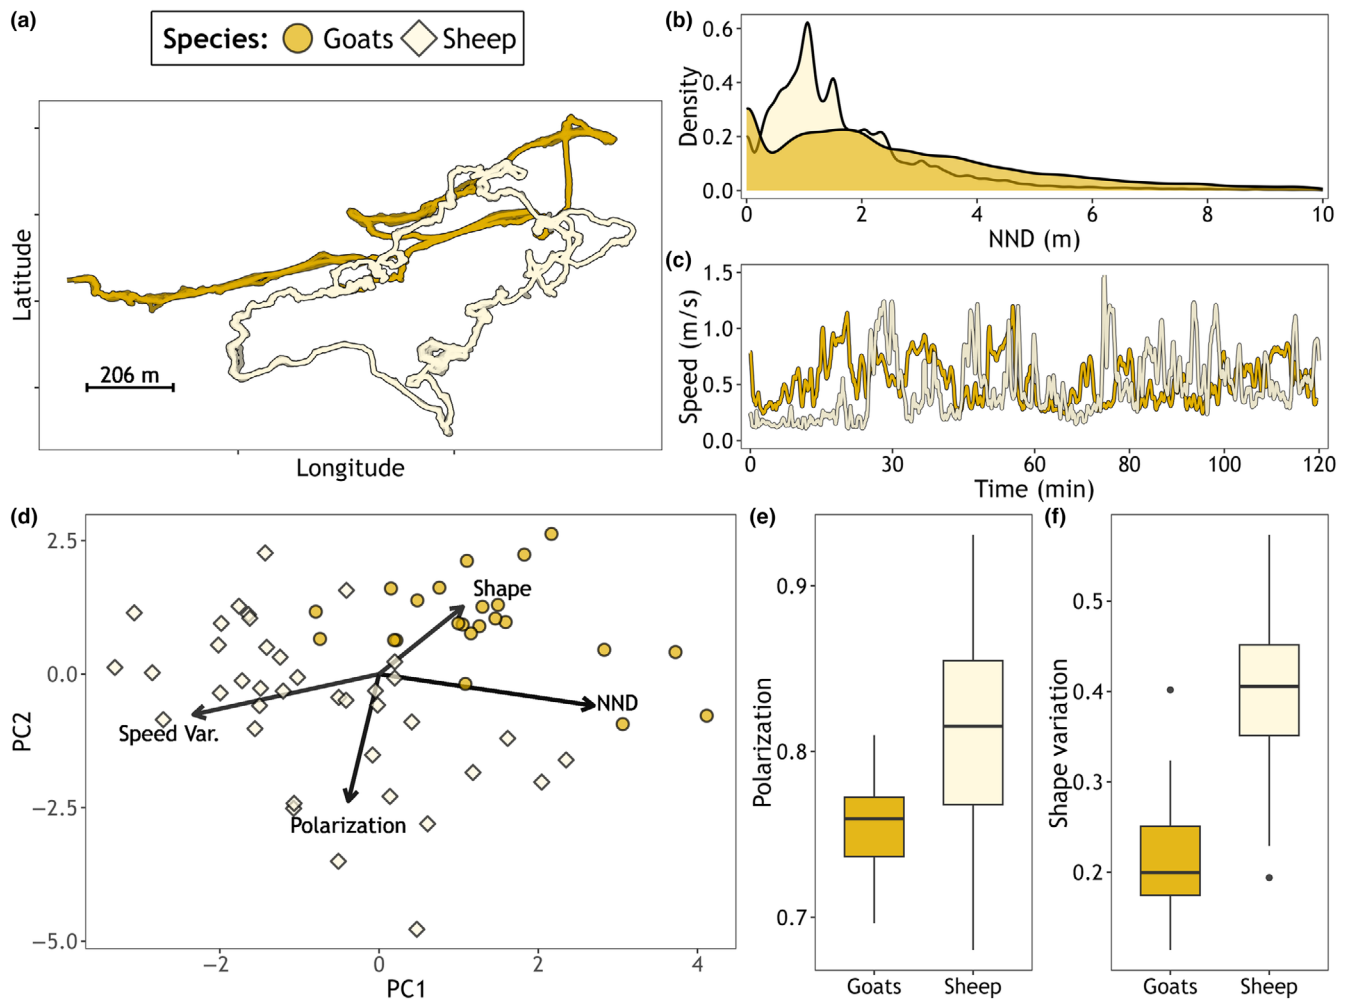 (a)
Species: Goats Sheep
Latitude
206 m
Longitude
(b)
Density
0.6
0.4
0.2
0.0
0 2 4 6 8 10
NND (m)
(c)
Speed (m/s)
1.5
1.0
0.5
0.0
0 30 60 80 100 120
Time (min)
(d)
PC2
2.5
0.0
−2.5
−5.0
Shape
NND
Speed Var.
Polarization
−2 0 2 4
PC1
(e)
Polarization
0.9
0.8
0.7
Goats Sheep
(f)
Shape variation
0.5
0.4
0.3
0.2
Goats Sheep